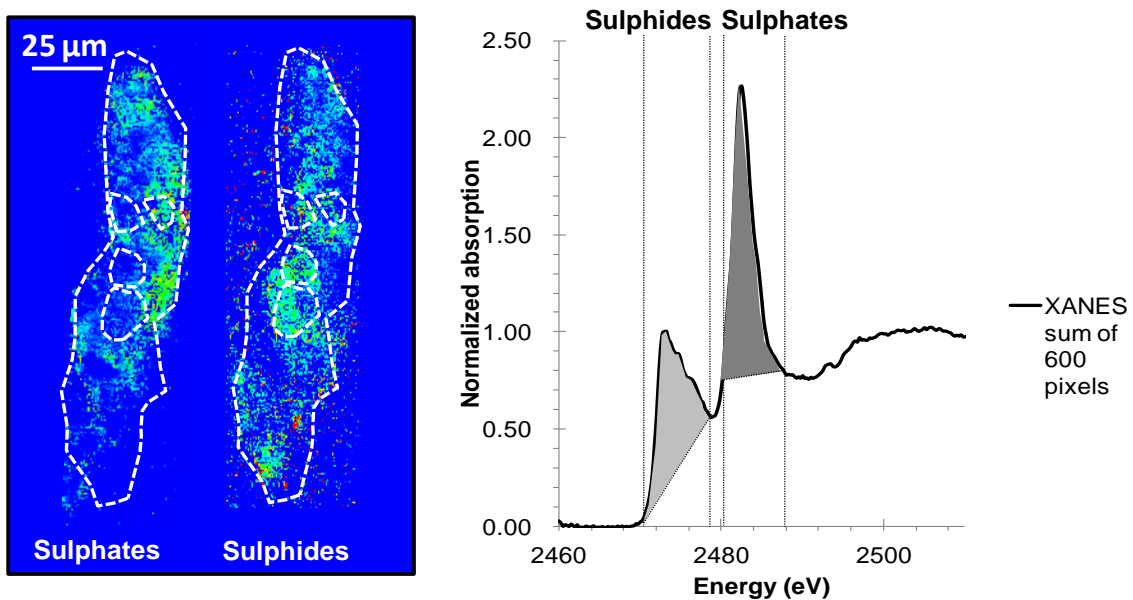 25 µm
Sulphates
Sulphides
Sulphides
Sulphates
2.50
2.00
1.50
1.00
0.50
0.00
Normalized absorption
2460
2480
2500
Energy (eV)
XANES
sum of
600
pixels